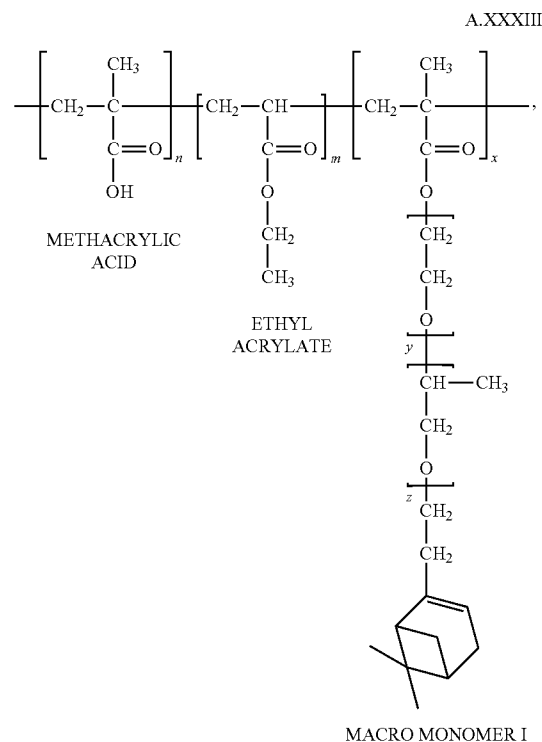 A.XXXIII
CH3 CH3
CH2 C CH2 CH CH2 C ,
C O n C O m C O x
OH O O
METHACRYLIC
ACID
CH2 CH2
CH3 CH2
ETHYL
ACRYLATE
O
y
CH CH3
CH2
O
z
CH2
CH2
MACRO MONOMER I